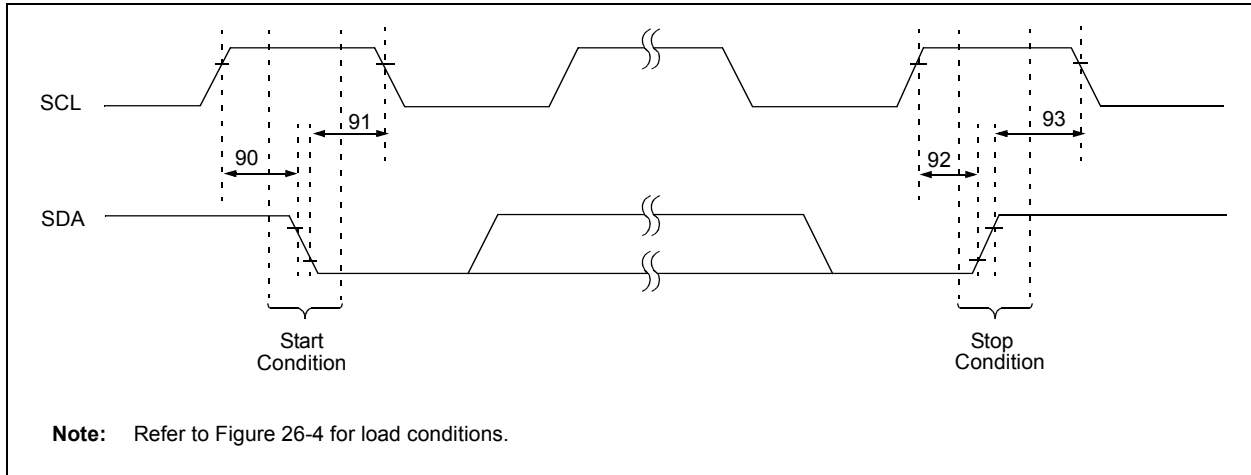 SCL
91
93
90
92
SDA
Start
Condition
Stop
Condition
Note: Refer to Figure 26-4 for load conditions.